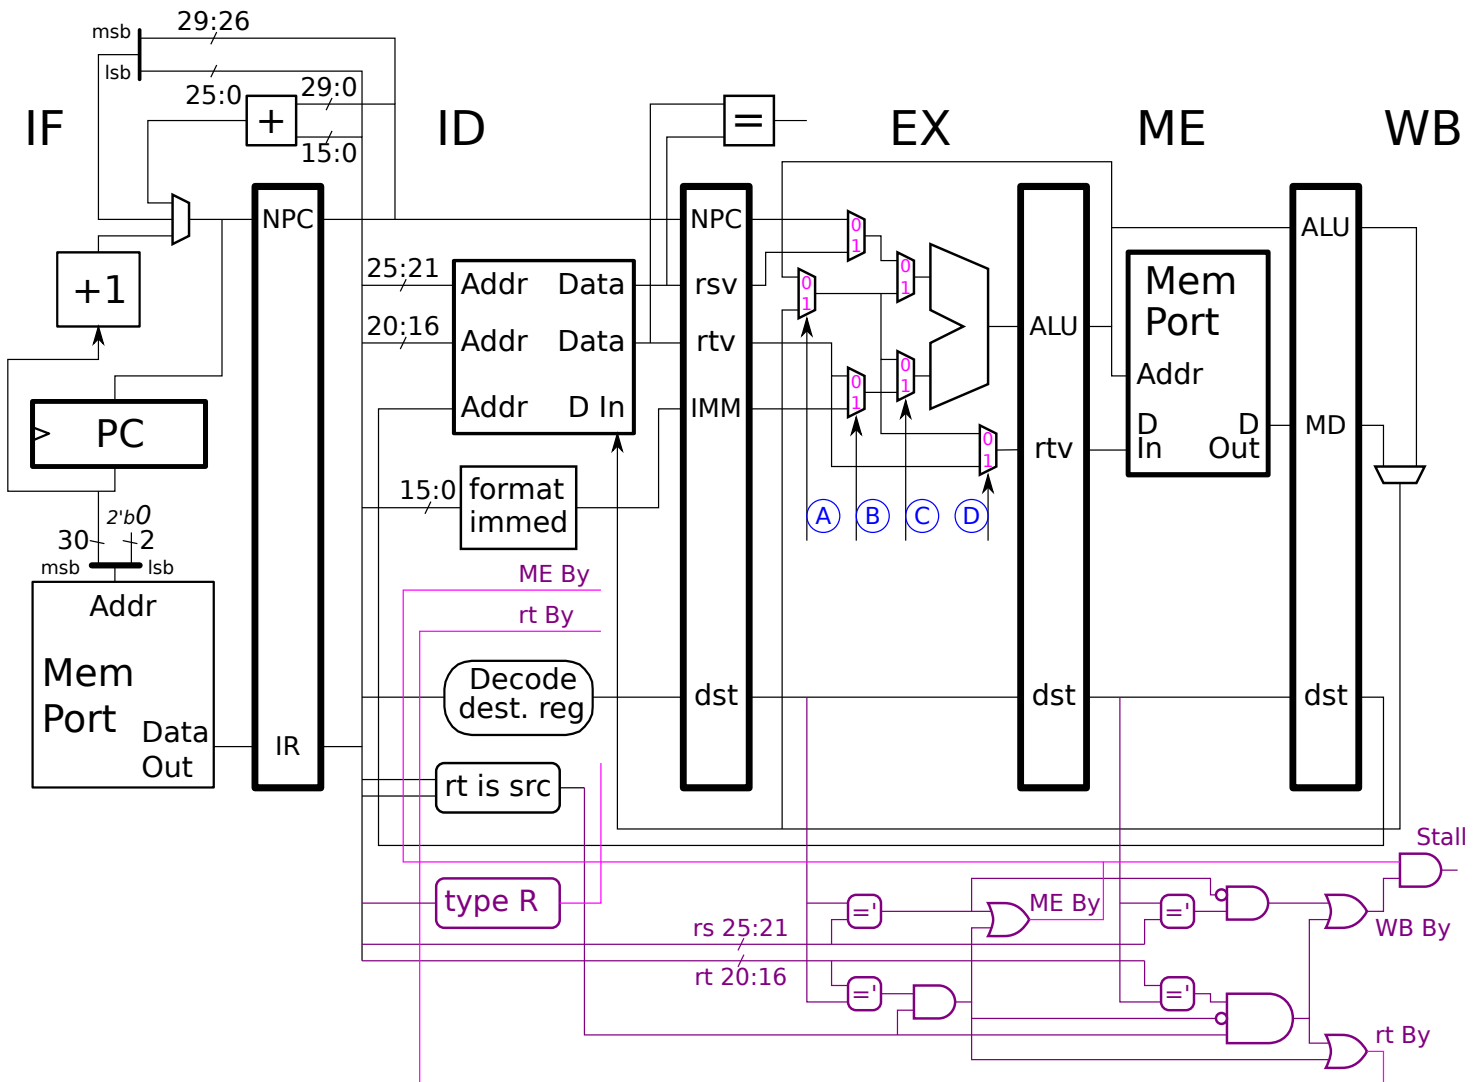 msb
29:26
lsb
25:0
29:0
15:0
+
=
IF
ID
EX
ME
WB
NPC
NPC
0
1
ALU
+1
25:21
Addr
Data
rsv
0
1
0
1
Mem
Port
20:16
Addr
Data
rtv
ALU
Addr
0
1
0
1
Addr
D In
IMM
PC
D
In
D
Out
MD
0
1
rtv
15:0
format
immed
A
B
C
D
2'b0
30
2
msb
lsb
Addr
Mem
Port
Data
Out
IR
ME By
rt By
Decode
dest. reg
dst
dst
dst
rt is src
type R
Stall
='
ME By
='
WB By
rs 25:21
rt 20:16
='
='
rt By